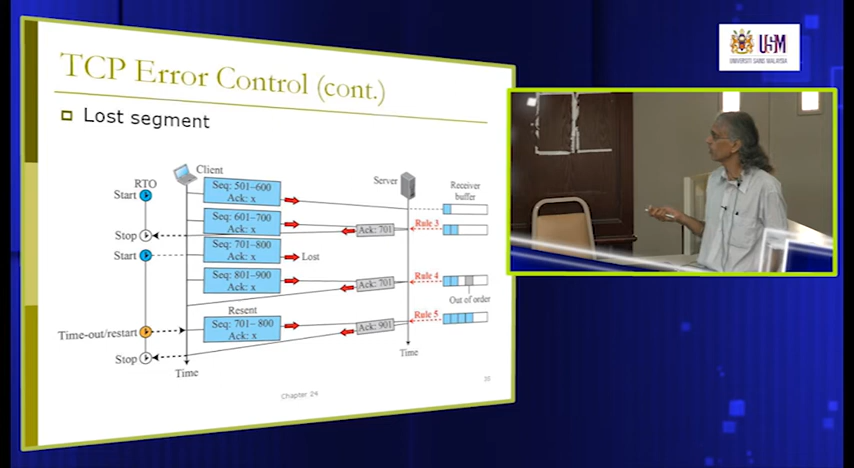 USM
UNIVERSITI SAINS MALAYSIA
TCP Error Control (cont.)
Lost segment
Client
Server
Receiver
buffer
RTO
Start
Seq: 501–600
Ack: x
Seq: 601–700
Ack: x
Rule 3
Ack: 701
Stop
Start
Seq: 701–800
Ack: x
Lost
Seq: 801–900
Ack: x
Rule 4
Ack: 701
Out of order
Resent
Time-out/restart
Seq: 701– 800
Ack: x
Rule 5
Ack: 901
Stop
Time
Time
Chapter 24
35